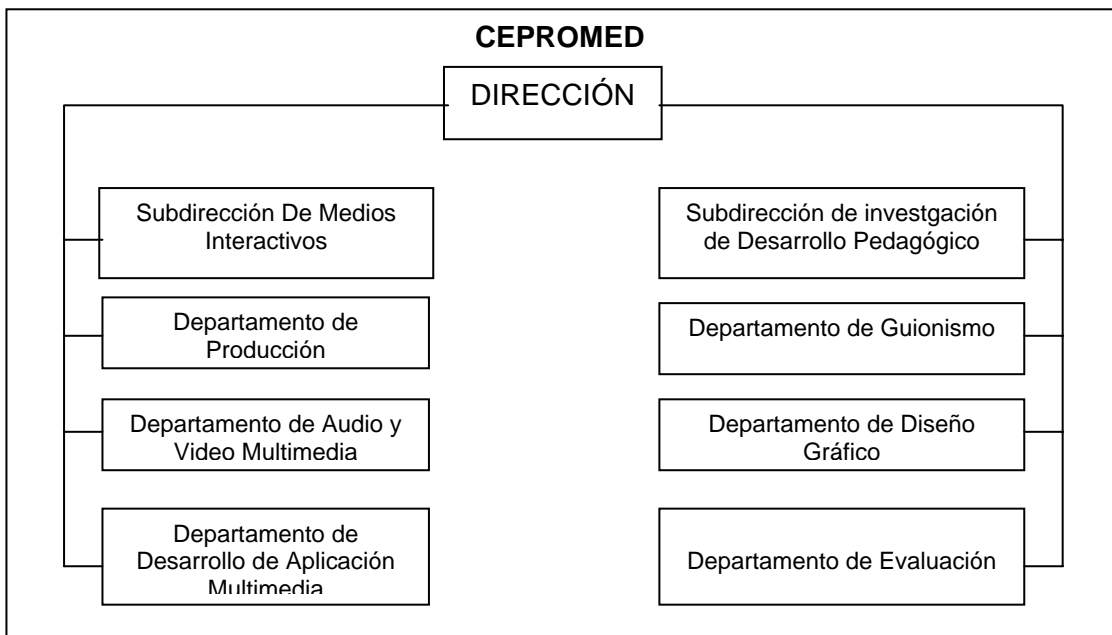 CEPROMED
DIRECCIÓN
Subdirección De Medios
Interactivos
Departamento de
Producción
Departamento de Audio y
Video Multimedia
Departamento de
Desarrollo de Aplicación
Multimedia
Subdirección de investgación
de Desarrollo Pedagógico
Departamento de Guionismo
Departamento de Diseño
Gráfico
Departamento de Evaluación